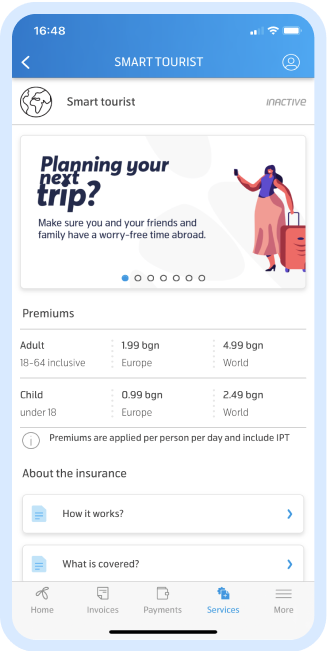 16:48
SMART TOURIST
Smart tourist
INACTIVE
Planning your
next
trip?
Make sure you and your friends and
family have a worry-free time abroad.
Premiums
Adult 1.99 bgn 4.99 bgn
18-64 inclusive Europe World
Child 0.99 bgn 2.49 bgn
under 18 Europe World
i Premiums are applied per person per day and include IPT
About the insurance
How it works?
What is covered?
Home Invoices Payments Services More